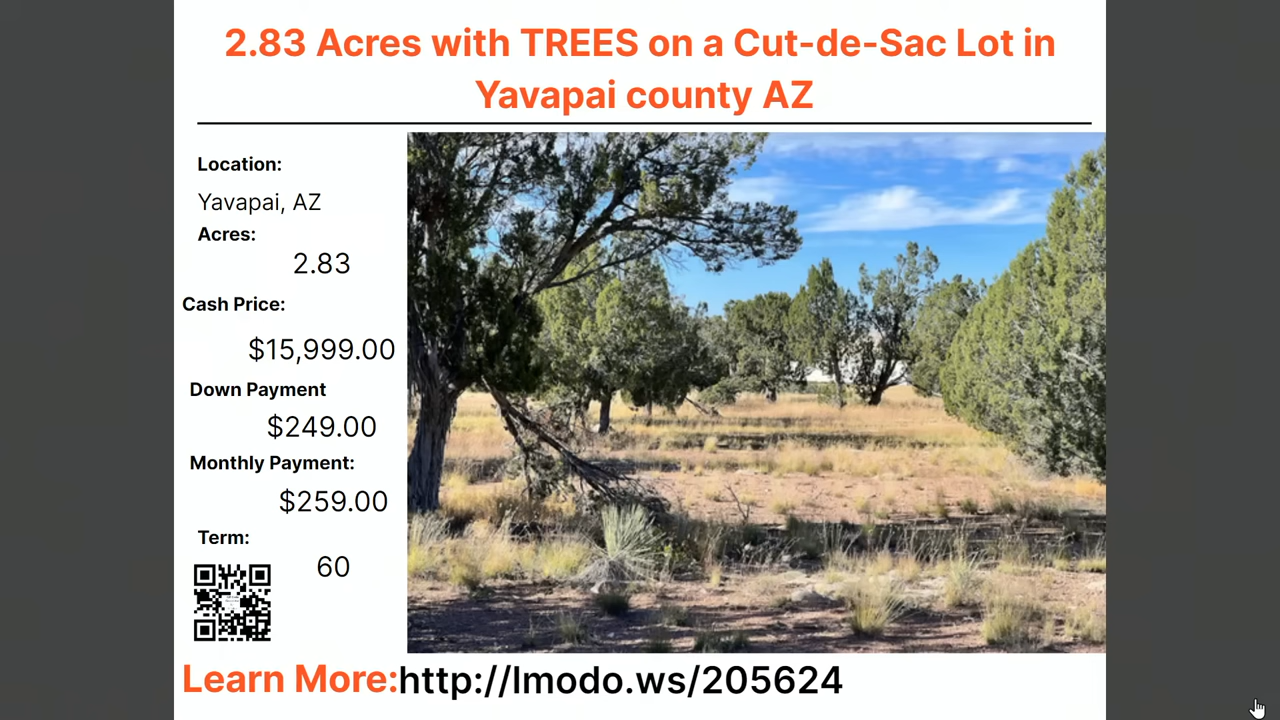 2.83 Acres with TREES on a Cut-de-Sac Lot in
Yavapai county AZ
Location:
Yavapai, AZ
Acres:
2.83
Cash Price:
$15,999.00
Down Payment
$249.00
Monthly Payment:
$259.00
Term:
60
Learn More:http://lmodo.ws/205624